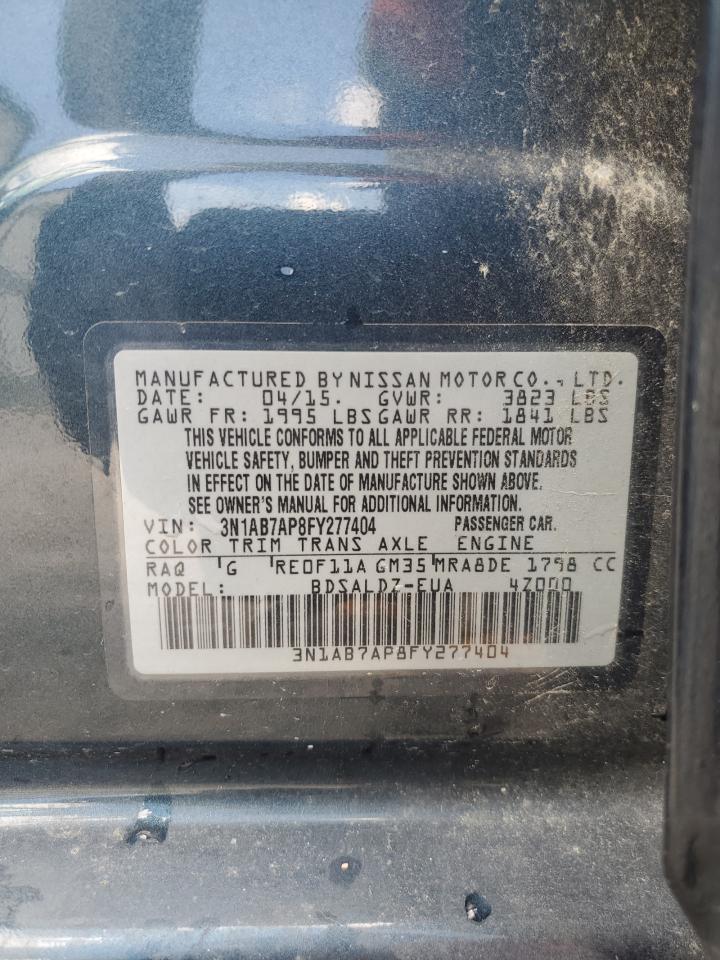 MANUFACTURED BY NISSAN MOTOR CO., LTD.
DATE: 04/15. GVWR: 3823 LBS
GAWR FR: 1995 LBS GAWR RR: 1841 LBS
THIS VEHICLE CONFORMS TO ALL APPLICABLE FEDERAL MOTOR
VEHICLE SAFETY, BUMPER AND THEFT PREVENTION STANDARDS
IN EFFECT ON THE DATE OF MANUFACTURE SHOWN ABOVE.
SEE OWNER'S MANUAL FOR ADDITIONAL INFORMATION.
VIN: 3N1AB7AP8FY277404 PASSENGER CAR.
COLOR TRIM TRANS AXLE ENGINE
RAQ G RE0F11A GM35 MRA8DE 1798 CC
MODEL: BDSALDZ-EUA 4Z000
3N1AB7AP8FY277404